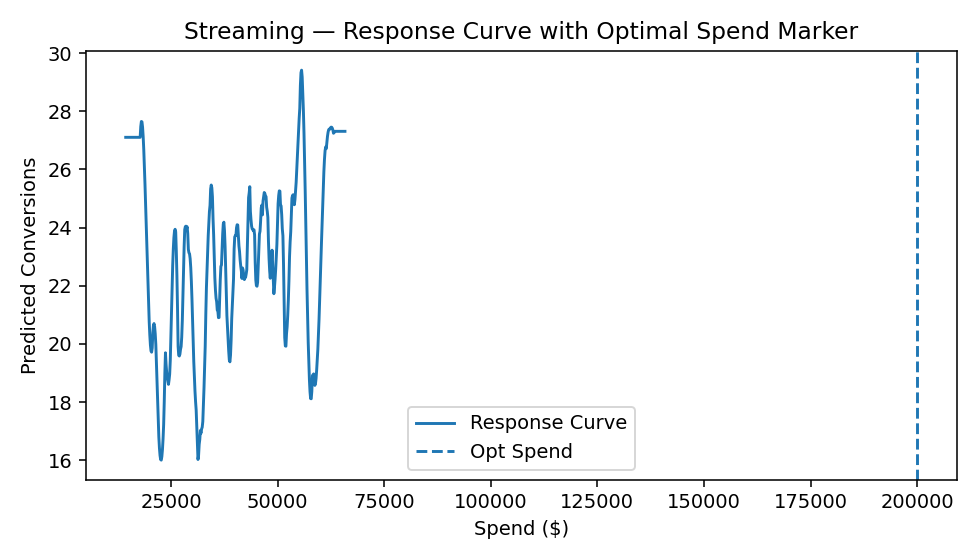 Streaming — Response Curve with Optimal Spend Marker
Predicted Conversions
30
28
26
24
22
20
18
16
Response Curve
Opt Spend
25000 50000 75000 100000 125000 150000 175000 200000
Spend ($)